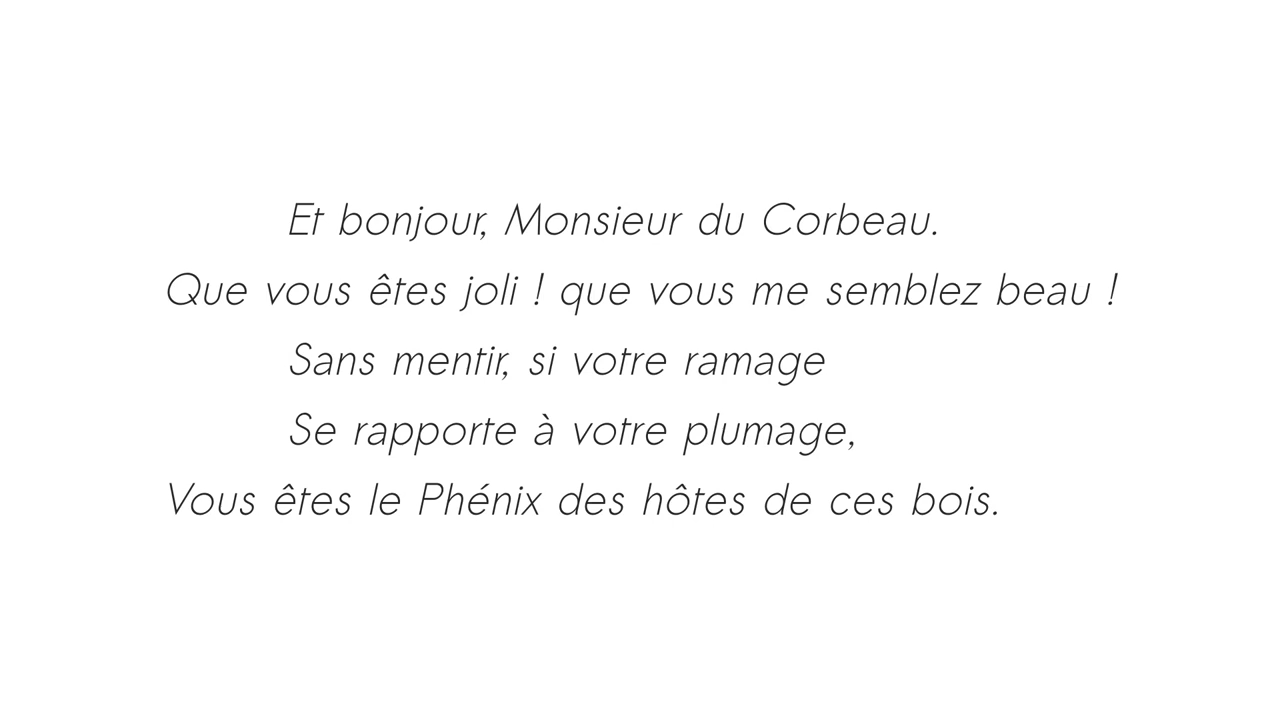 Et bonjour, Monsieur du Corbeau.
Que vous êtes joli ! que vous me semblez beau !
Sans mentir, si votre ramage
Se rapporte à votre plumage,
Vous êtes le Phénix des hôtes de ces bois.